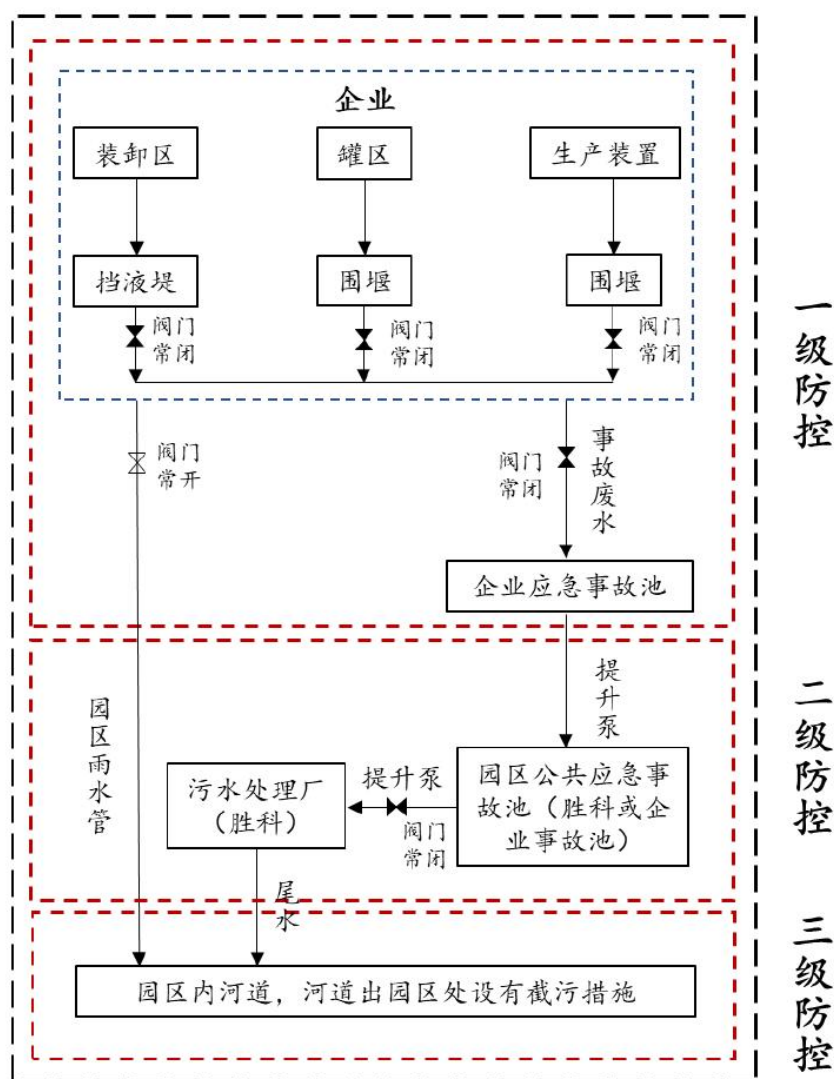 企业
装卸区
罐区
生产装置
挡液堤
围堰
围堰
阀门
常闭
阀门
常闭
阀门
常闭
一级防控
阀门
常开
阀门
常闭
事故废水
企业应急事故池
提升泵
二级防控
园区雨水管
污水处理厂
（胜科）
提升泵
阀门
常闭
园区公共应急事
故池（胜科或企
业事故池）
尾水
三级防控
园区内河道，河道出园区处设有截污措施